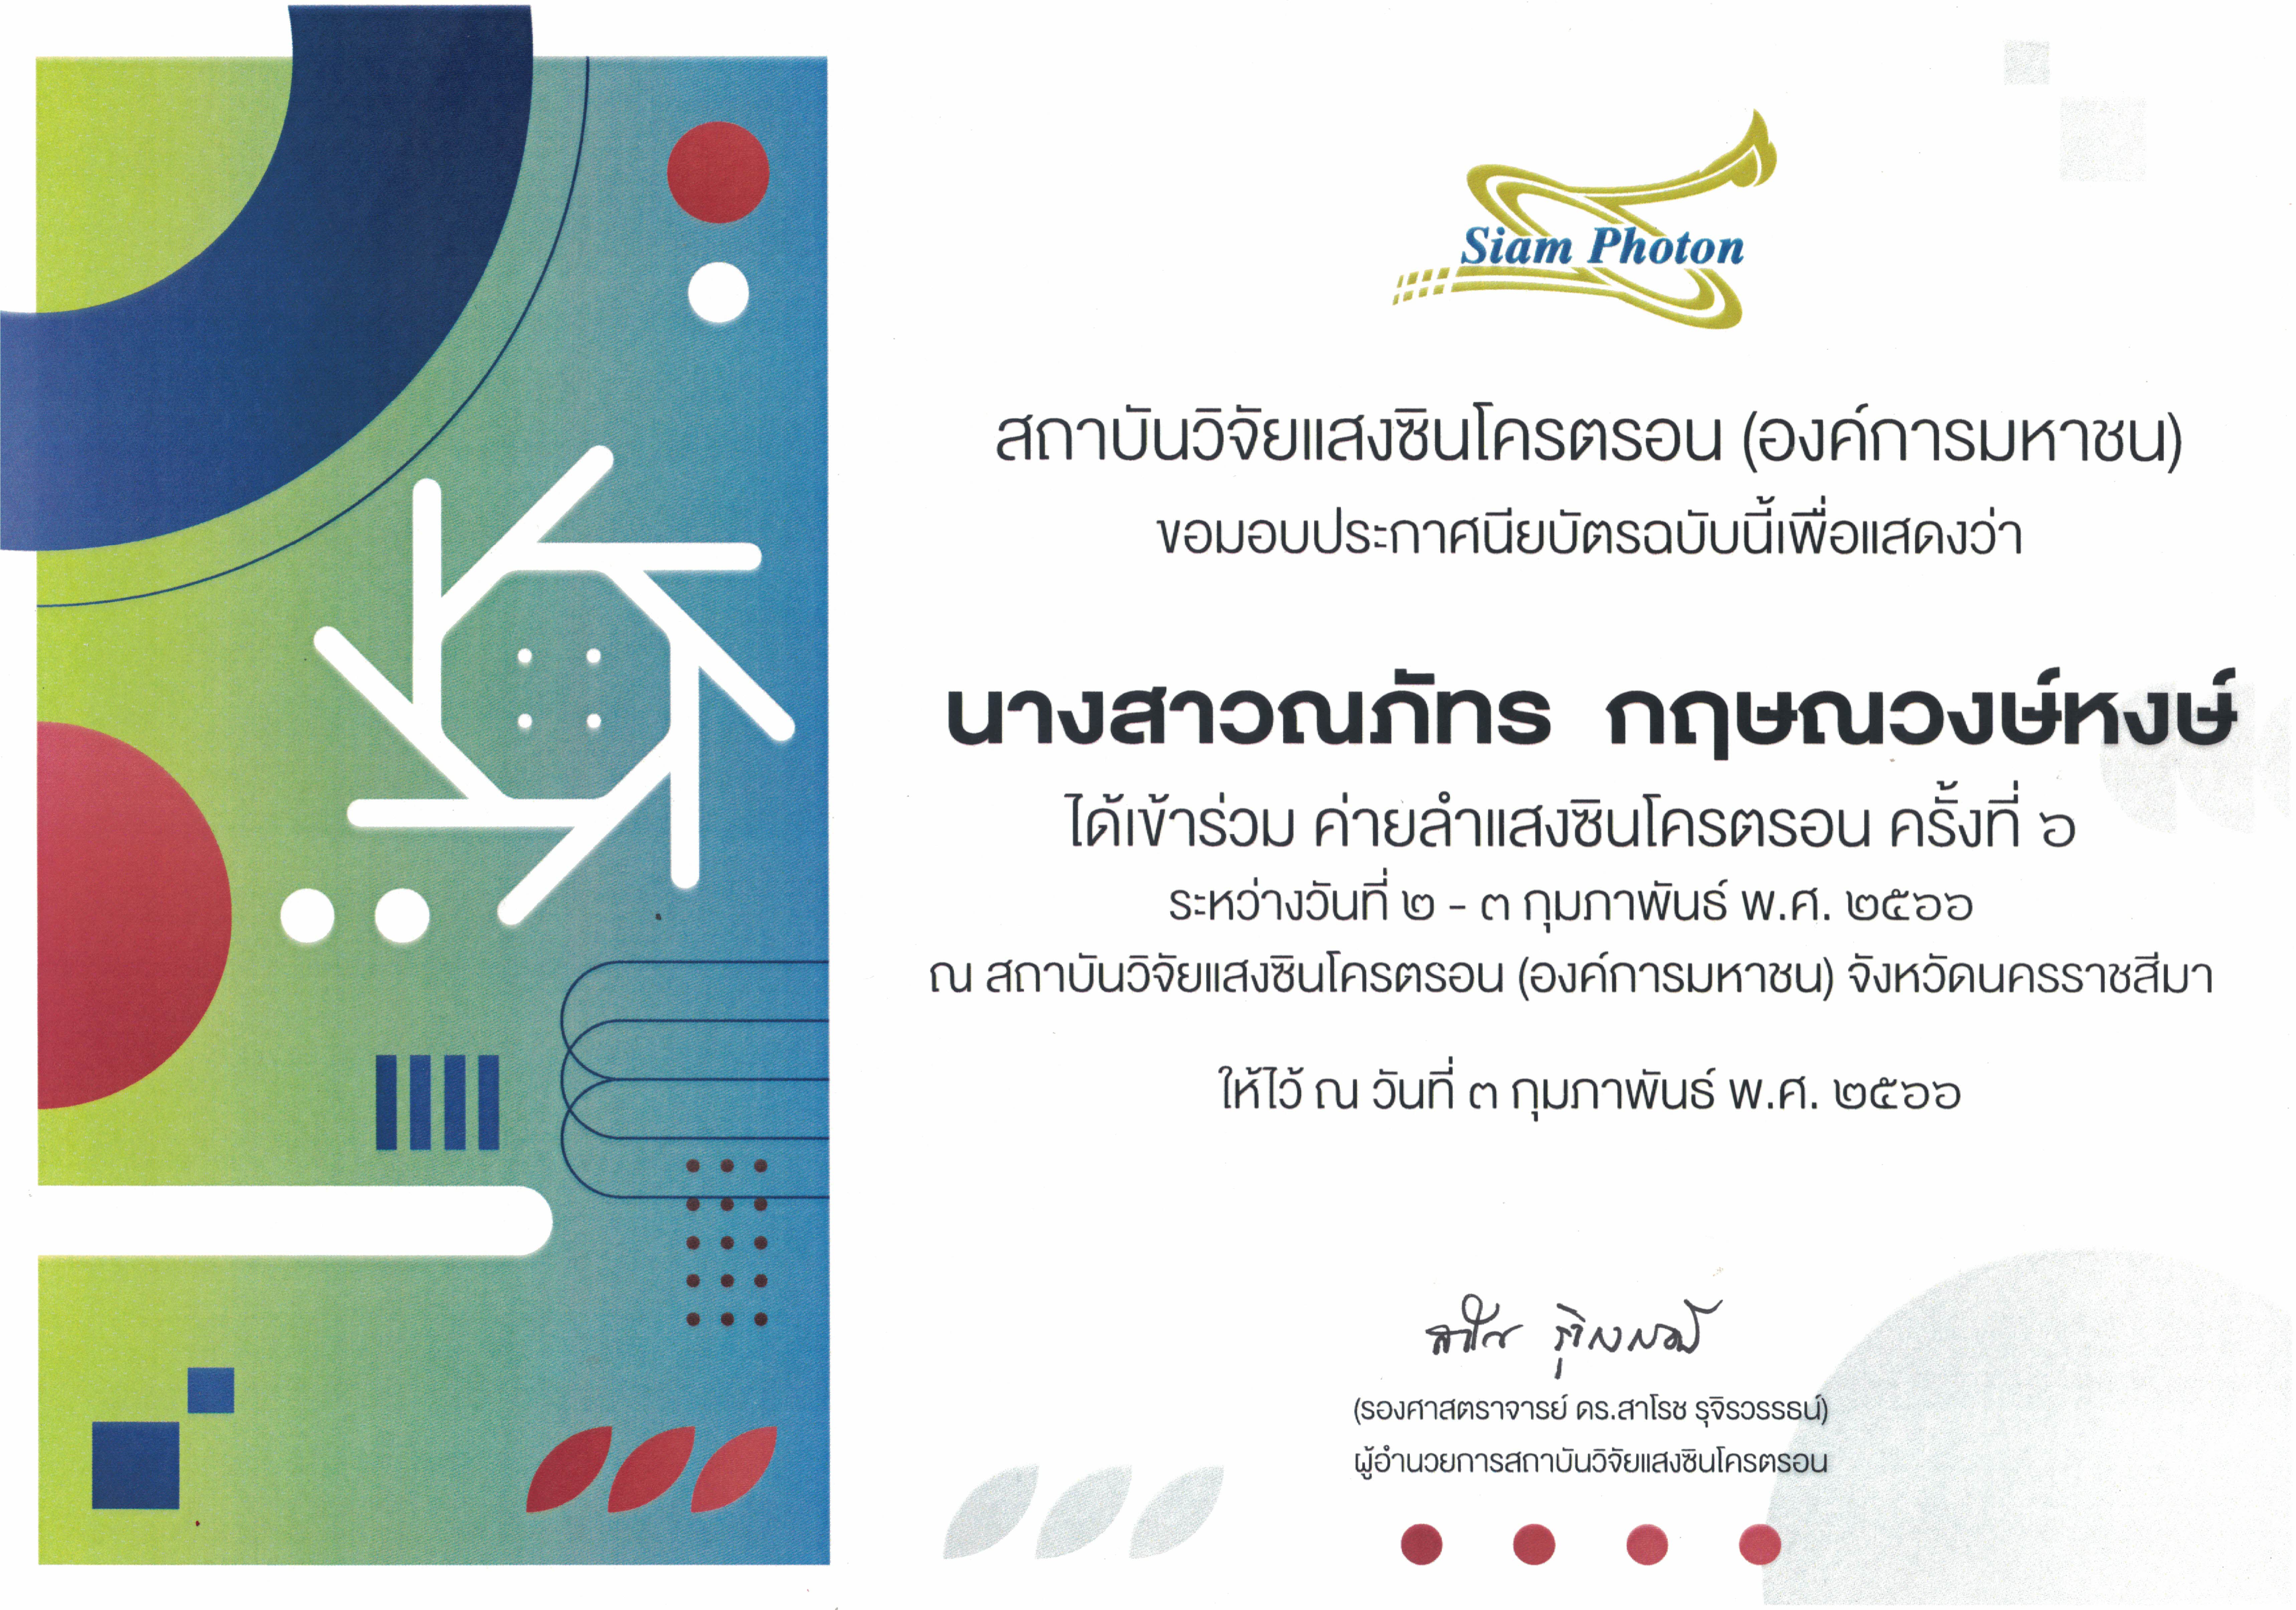 Siam Photon
สถาบันวิจัยแสงซินโครตรอน (องค์การมหาชน)
ขอมอบประกาศนียบัตรฉบับนี้เพื่อแสดงว่า
นางสาวณภัทร กฤษณวงษ์หงษ์
ได้เข้าร่วม ค่ายลำแสงซินโครตรอน ครั้งที่ ๖
ระหว่างวันที่ ๒ - ๓ กุมภาพันธ์ พ.ศ. ๒๕๖๖
ณ สถาบันวิจัยแสงซินโครตรอน (องค์การมหาชน) จังหวัดนครราชสีมา
ให้ไว้ ณ วันที่ ๓ กุมภาพันธ์ พ.ศ. ๒๕๖๖
(รองศาสตราจารย์ ดร.สาโรช รุจิรวรรธน์)
ผู้อำนวยการสถาบันวิจัยแสงซินโครตรอน